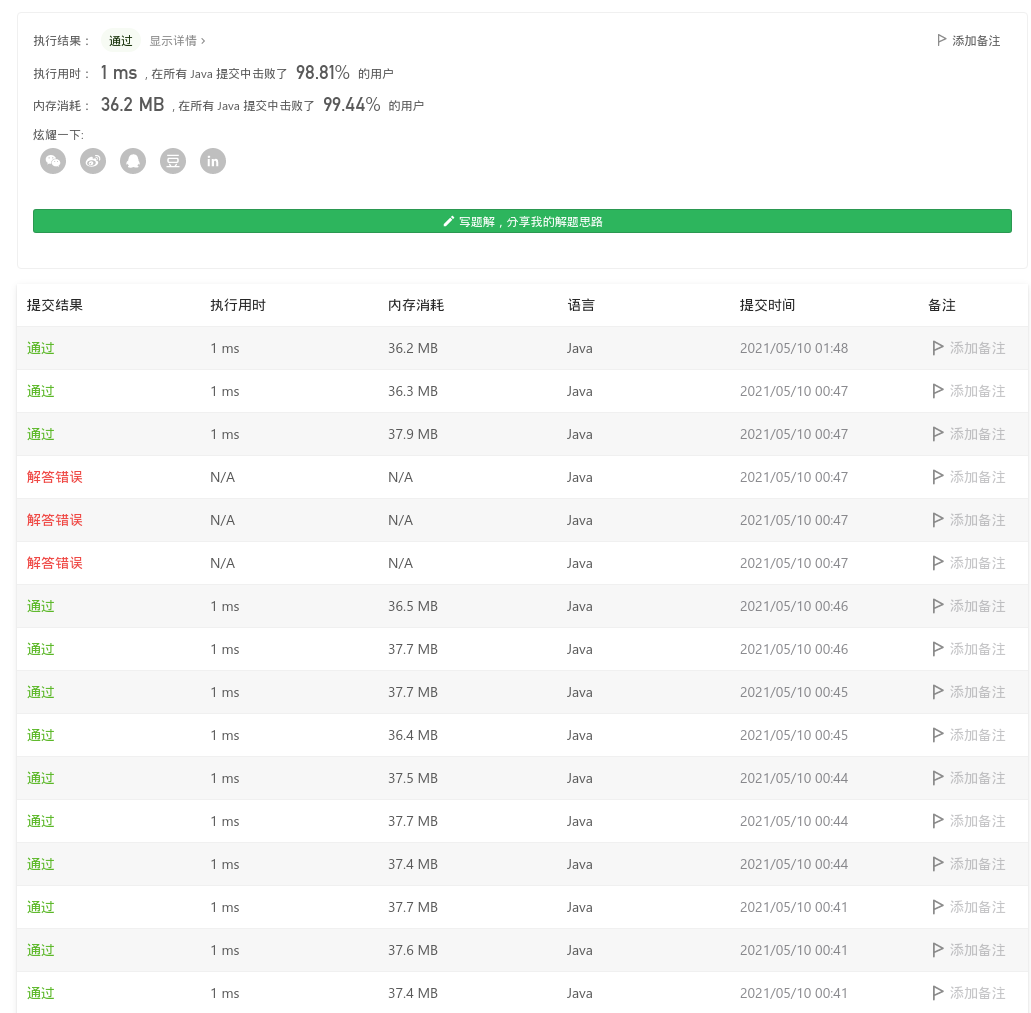 执行结果： 通过 显示详情 › 添加备注
执行用时： 1 ms , 在所有 Java 提交中击败了 98.81% 的用户
内存消耗： 36.2 MB , 在所有 Java 提交中击败了 99.44% 的用户
炫耀一下:
豆 in
写题解，分享我的解题思路
提交结果 执行用时 内存消耗 语言 提交时间 备注
通过 1 ms 36.2 MB Java 2021/05/10 01:48 添加备注
通过 1 ms 36.3 MB Java 2021/05/10 00:47 添加备注
通过 1 ms 37.9 MB Java 2021/05/10 00:47 添加备注
解答错误 N/A N/A Java 2021/05/10 00:47 添加备注
解答错误 N/A N/A Java 2021/05/10 00:47 添加备注
解答错误 N/A N/A Java 2021/05/10 00:47 添加备注
通过 1 ms 36.5 MB Java 2021/05/10 00:46 添加备注
通过 1 ms 37.7 MB Java 2021/05/10 00:46 添加备注
通过 1 ms 37.7 MB Java 2021/05/10 00:45 添加备注
通过 1 ms 36.4 MB Java 2021/05/10 00:45 添加备注
通过 1 ms 37.5 MB Java 2021/05/10 00:44 添加备注
通过 1 ms 37.7 MB Java 2021/05/10 00:44 添加备注
通过 1 ms 37.4 MB Java 2021/05/10 00:44 添加备注
通过 1 ms 37.7 MB Java 2021/05/10 00:41 添加备注
通过 1 ms 37.6 MB Java 2021/05/10 00:41 添加备注
通过 1 ms 37.4 MB Java 2021/05/10 00:41 添加备注